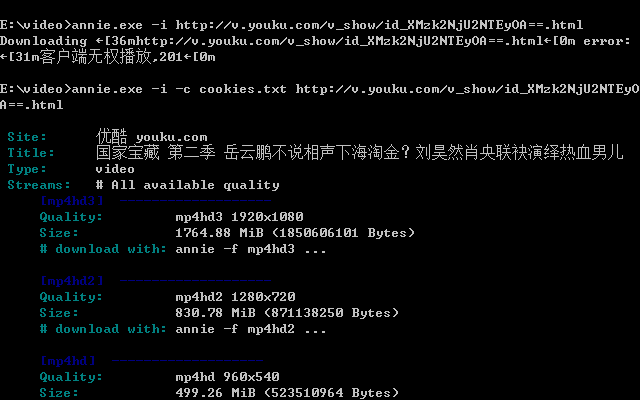 E:\video>annie.exe -i http://v.youku.com/v_show/id_XMzk2NjU2NTEyOA==.html
Downloading ←[36mhttp://v.youku.com/v_show/id_XMzk2NjU2NTEyOA==.html←[0m error:
←[31m客户端无权播放,201←[0m
E:\video>annie.exe -i -c cookies.txt http://v.youku.com/v_show/id_XMzk2NjU2NTEyO
A==.html
Site: 优酷 youku.com
Title: 国家宝藏 第二季 岳云鹏不说相声下海淘金? 刘昊然肖央联袂演绎热血男儿
Type: video
Streams: # All available quality
[mp4hd3] -------------------
Quality: mp4hd3 1920x1080
Size: 1764.88 MiB (1850606101 Bytes)
# download with: annie -f mp4hd3 ...
[mp4hd2] -------------------
Quality: mp4hd2 1280x720
Size: 830.78 MiB (871138250 Bytes)
# download with: annie -f mp4hd2 ...
[mp4hd] -------------------
Quality: mp4hd 960x540
Size: 499.26 MiB (523510964 Bytes)